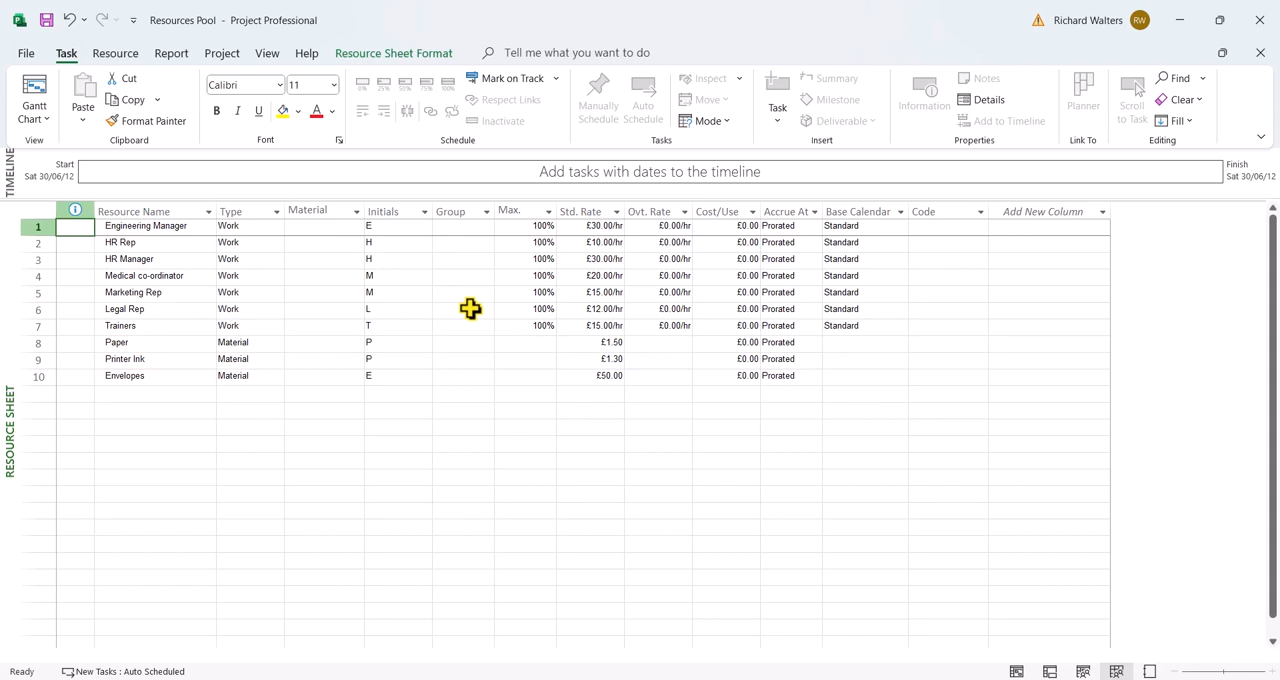 Resources Pool - Project Professional
Richard Walters RW
File Task Resource Report Project View Help Resource Sheet Format Tell me what you want to do
Gantt Chart
View
Paste
Cut
Copy
Format Painter
Clipboard
Calibri 11
B I U A
Font
0% 25% 50% 75% 100%
Mark on Track
Respect Links
Inactivate
Schedule
Manually Schedule
Auto Schedule
Inspect
Move
Mode
Tasks
Task
Summary
Milestone
Deliverable
Insert
Information
Notes
Details
Add to Timeline
Properties
Planner
Link To
Scroll to Task
Find
Clear
Fill
Editing
TIMELINE
Start
Sat 30/06/12
Add tasks with dates to the timeline
Finish
Sat 30/06/12
RESOURCE SHEET
Resource Name Type Material Initials Group Max. Std. Rate Ovt. Rate Cost/Use Accrue At Base Calendar Code Add New Column
1 Engineering Manager Work E 100% £30.00/hr £0.00/hr £0.00 Prorated Standard
2 HR Rep Work H 100% £10.00/hr £0.00/hr £0.00 Prorated Standard
3 HR Manager Work H 100% £30.00/hr £0.00/hr £0.00 Prorated Standard
4 Medical co-ordinator Work M 100% £20.00/hr £0.00/hr £0.00 Prorated Standard
5 Marketing Rep Work M 100% £15.00/hr £0.00/hr £0.00 Prorated Standard
6 Legal Rep Work L 100% £12.00/hr £0.00/hr £0.00 Prorated Standard
7 Trainers Work T 100% £15.00/hr £0.00/hr £0.00 Prorated Standard
8 Paper Material P £1.50 £0.00 Prorated
9 Printer Ink Material P £1.30 £0.00 Prorated
10 Envelopes Material E £50.00 £0.00 Prorated
Ready New Tasks : Auto Scheduled